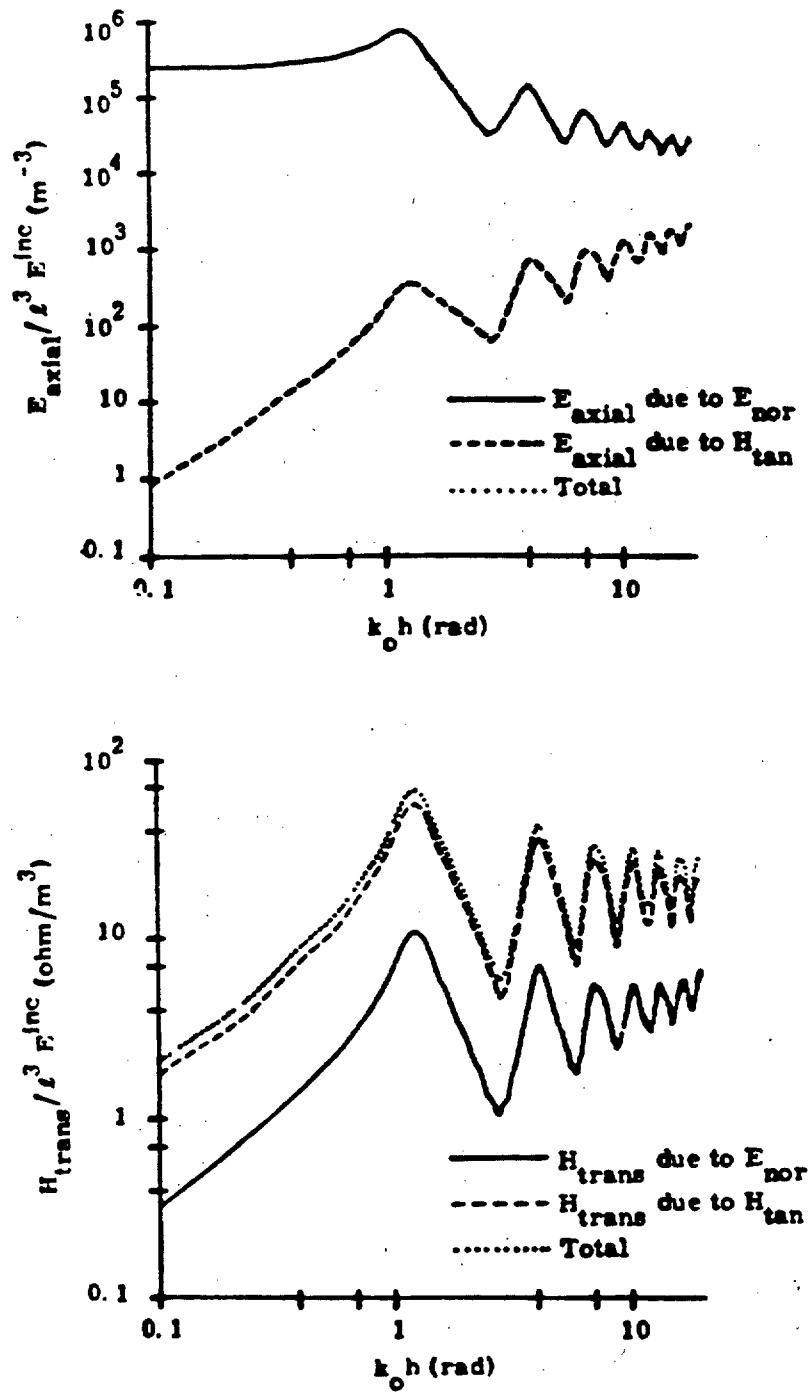 10^6
10^5
10^4
10^3
10^2
10
1
0.1
E_axial/ℓ^3 E^inc (m^-3)
E_axial due to E_nor
E_axial due to H_tan
Total
0.1 1 10
k_o h (rad)
10^2
10
1
0.1
H_trans/ℓ^3 E^inc (ohm/m^3)
H_trans due to E_nor
H_trans due to H_tan
Total
0.1 1 10
k_o h (rad)